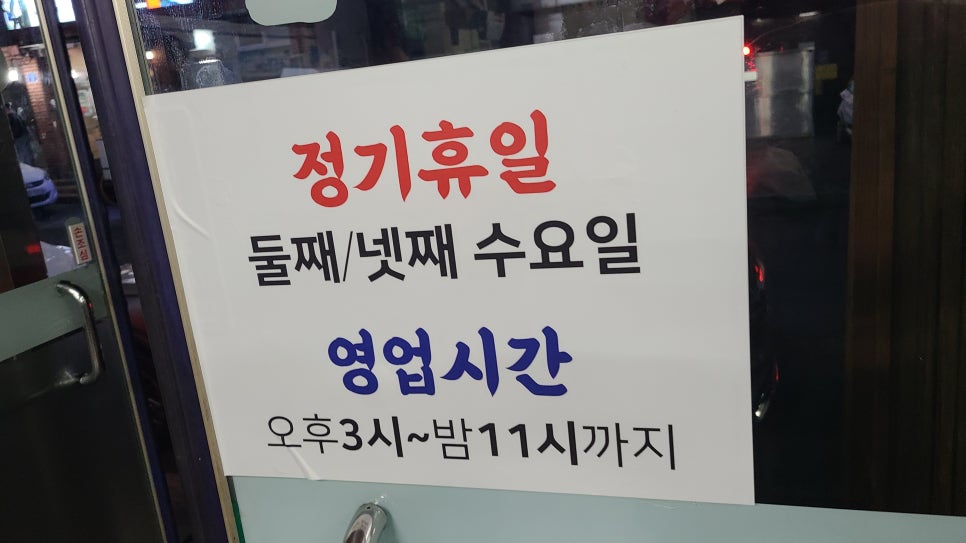 정기휴일
둘째/넷째 수요일
영업시간
오후3시~밤11시까지